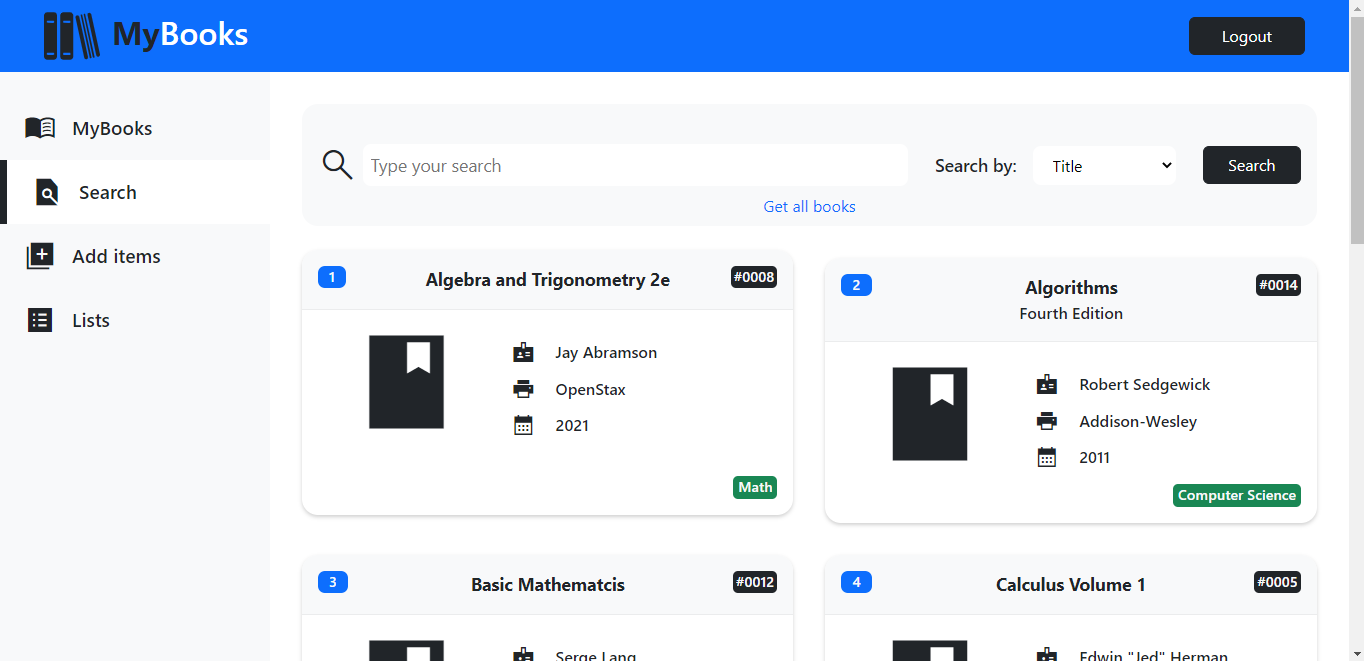 MyBooks
Logout
MyBooks
Search
Add items
Lists
Type your search
Search by:
Title
Search
Get all books
1
Algebra and Trigonometry 2e
#0008
Jay Abramson
OpenStax
2021
Math
2
Algorithms
#0014
Fourth Edition
Robert Sedgewick
Addison-Wesley
2011
Computer Science
3
Basic Mathematcis
#0012
Serge Lang
4
Calculus Volume 1
#0005
Edwin "Jed" Herman